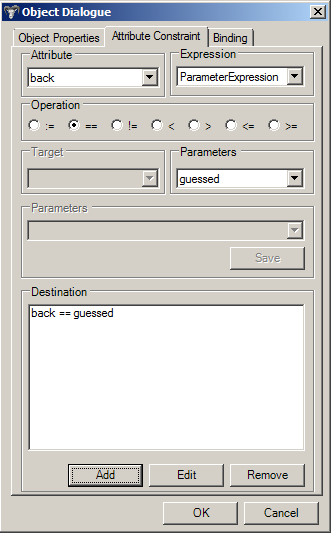 Object Dialogue
Object Properties Attribute Constraint Binding
Attribute Expression
back ParameterExpression
Operation
:= == != < > <= >=
Target Parameters
guessed
Parameters
Save
Destination
back == guessed
Add Edit Remove
OK Cancel